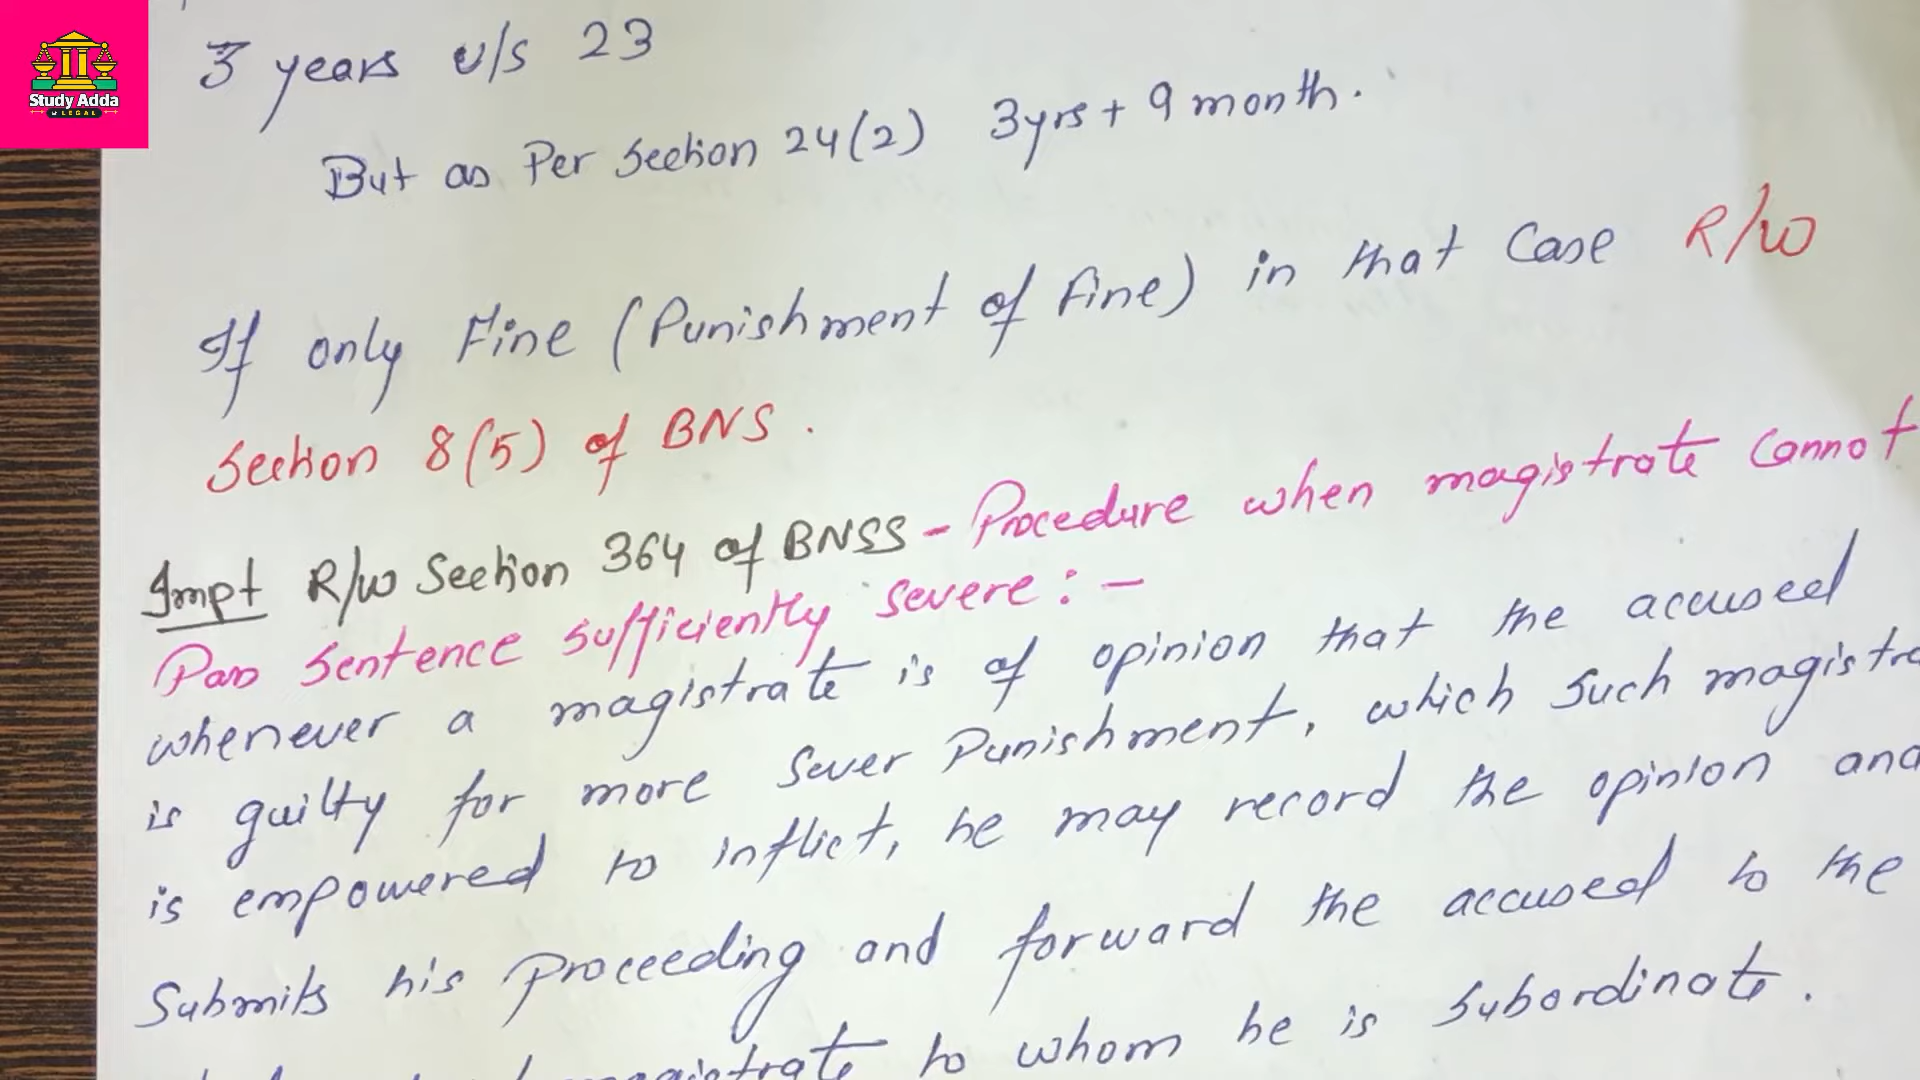 Study Adda
LEGAL
3 years u/s 23
But as Per Section 24(2) 3yrs + 9 month.
If only Fine (Punishment of fine) in that Case R/w
Section 8(5) of BNS.
Impt R/w Section 364 of BNSS - Procedure when magistrate Cannot
Pass Sentence Sufficiently Severe : -
whenever a magistrate is of opinion that the accused
is guilty for more Sever Punishment, which Such magistra
is empowered to inflict, he may record the opinion and
Submits his Proceeding and forward the accused to the
magistrate to whom he is Subordinate.